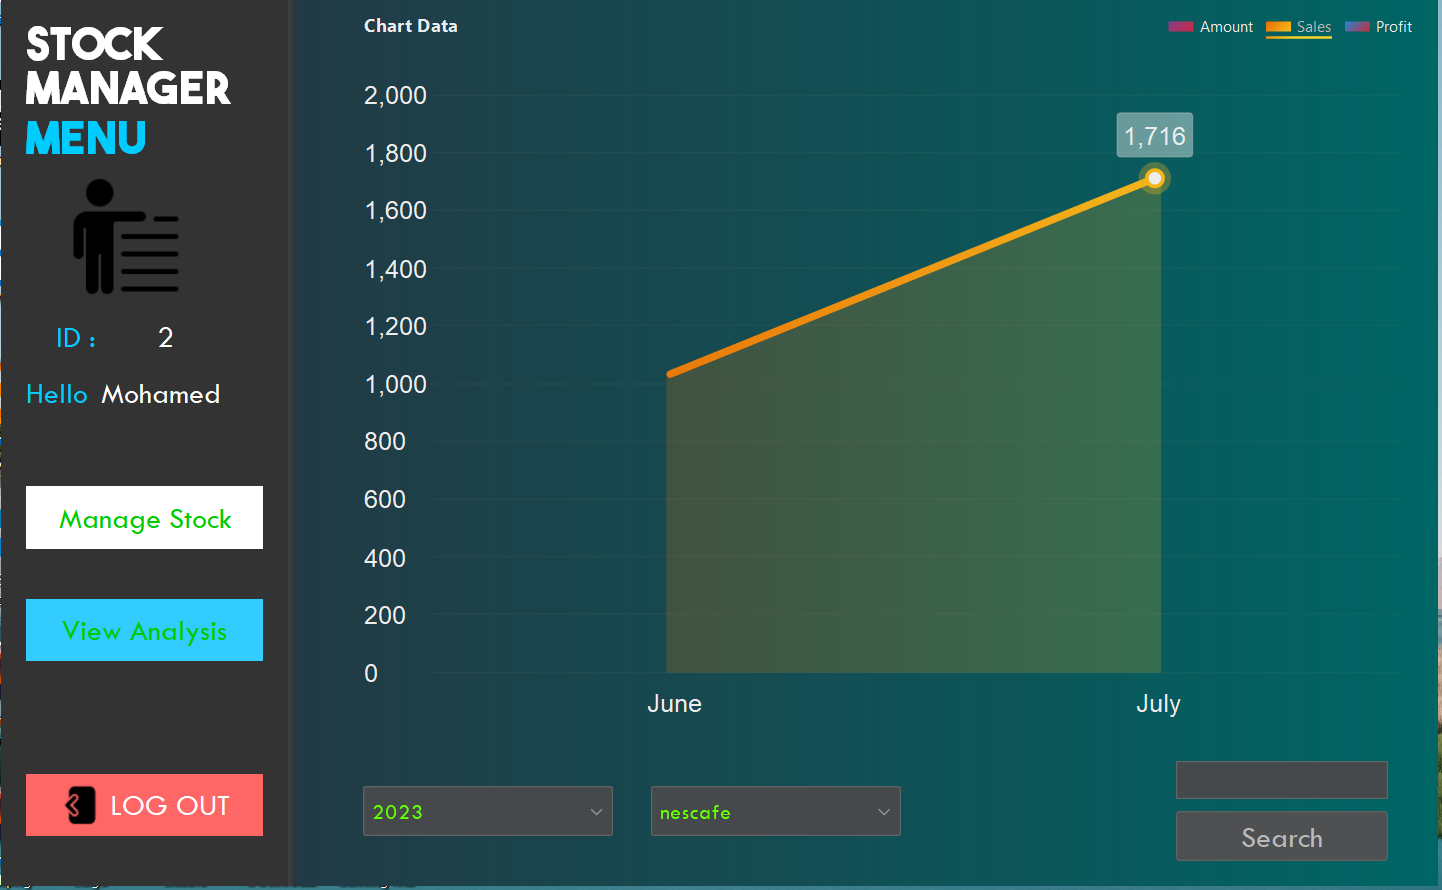 STOCK
MANAGER
MENU
ID : 2
Hello Mohamed
Manage Stock
View Analysis
LOG OUT
Chart Data
Amount Sales Profit
2,000
1,800
1,716
1,600
1,400
1,200
1,000
800
600
400
200
0
June July
2023 nescafe
Search